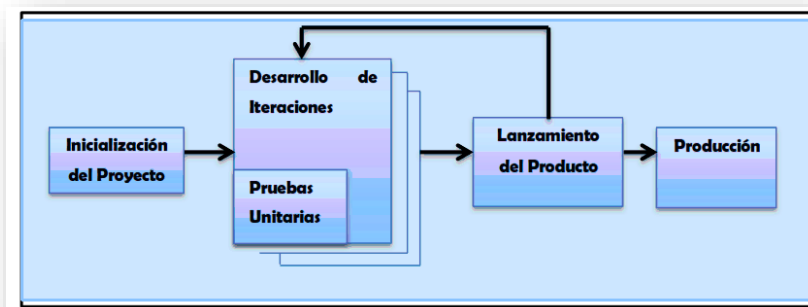 Inicialización
del Proyecto
Desarrollo de
Iteraciones
Pruebas
Unitarias
Lanzamiento
del Producto
Producción